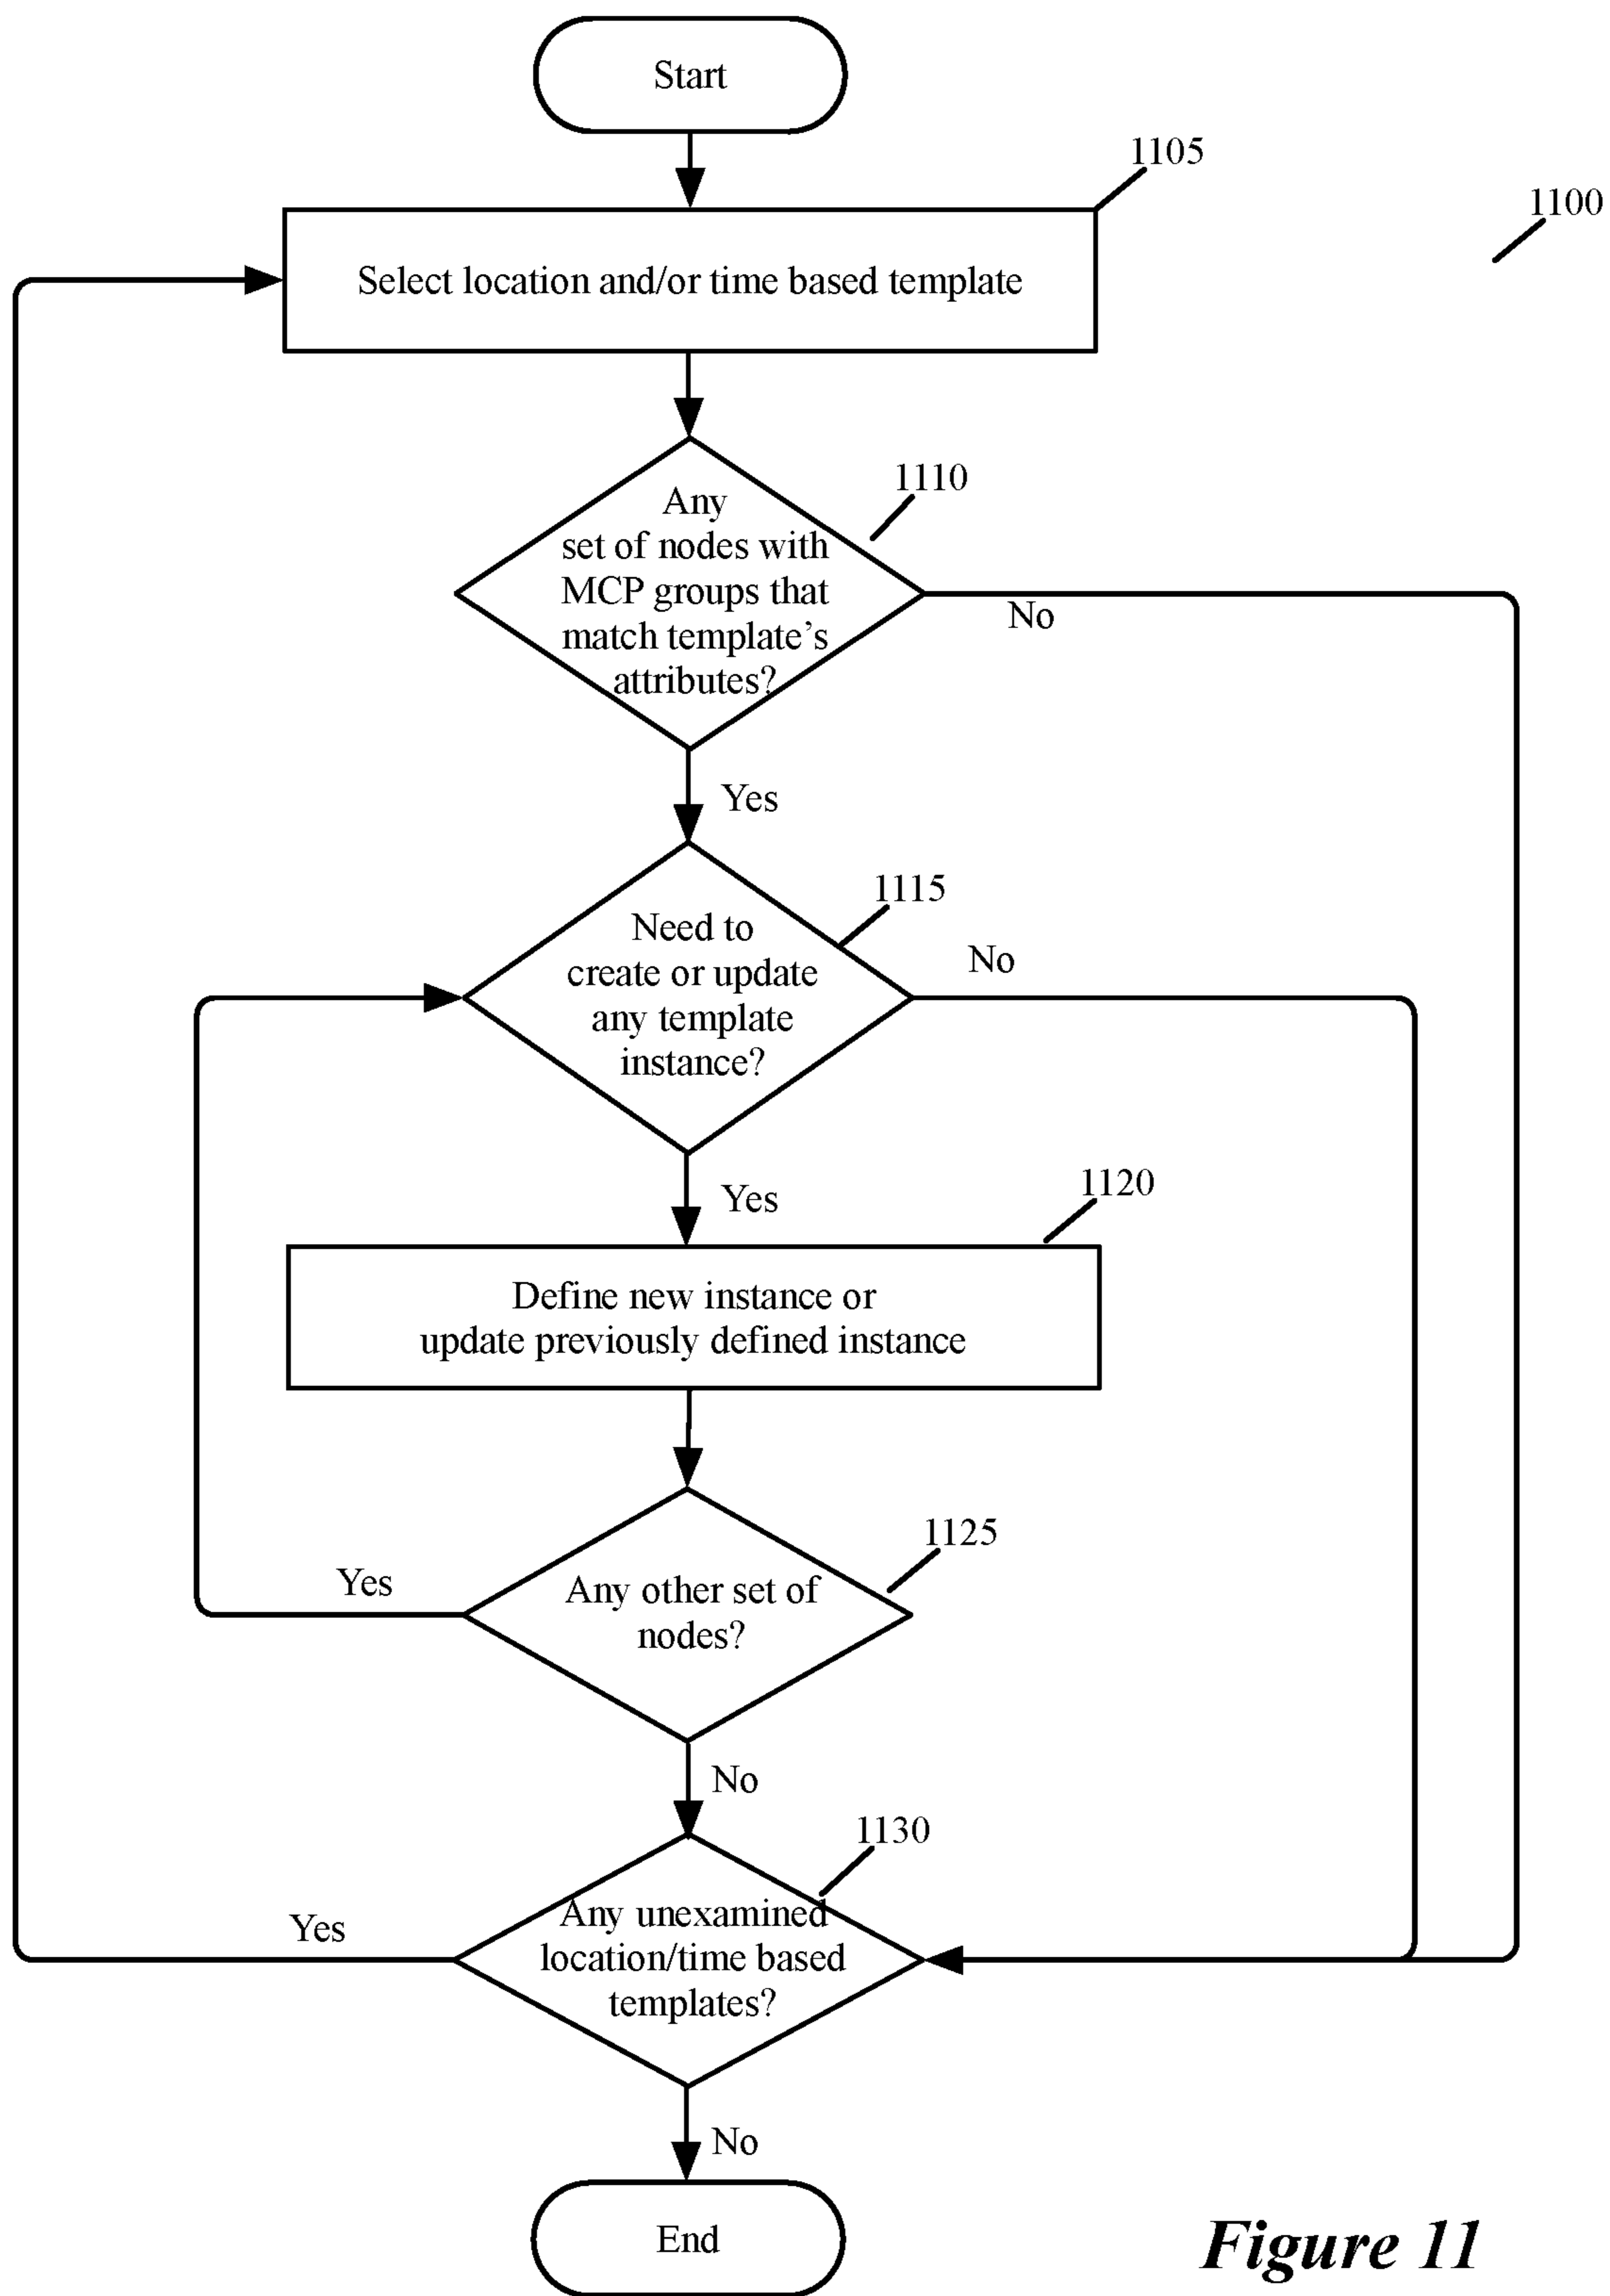 Start
1105
1100
Select location and/or time based template
1110
Any
set of nodes with
MCP groups that
match template’s
attributes?
No
Yes
1115
Need to
create or update
any template
instance?
No
Yes
1120
Define new instance or
update previously defined instance
1125
Any other set of
nodes?
Yes
No
1130
Any unexamined
location/time based
templates?
Yes
No
End
Figure 11